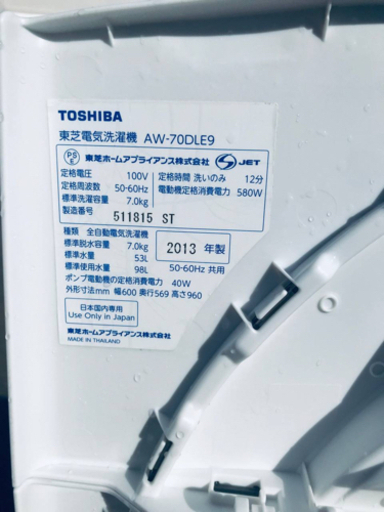 TOSHIBA
東芝電気洗濯機 AW-70DLE9
PS E 東芝ホームアプライアンス株式会社 JET
定格電圧 100V 定格時間 洗いのみ 12分
定格周波数 50-60Hz 電動機定格消費電力 580W
標準洗濯容量 7.0kg
製造番号 511815 ST
種類 全自動電気洗濯機
標準脱水容量 7.0kg 2013 年製
標準水量 53L
標準使用水量 98L 50-60Hz 共用
ポンプ電動機の定格消費電力 40W
外形寸法mm 幅600 奥行569 高さ960
日本国内専用
Use Only in Japan
東芝ホームアプライアンス株式会社
MADE IN THAILAND